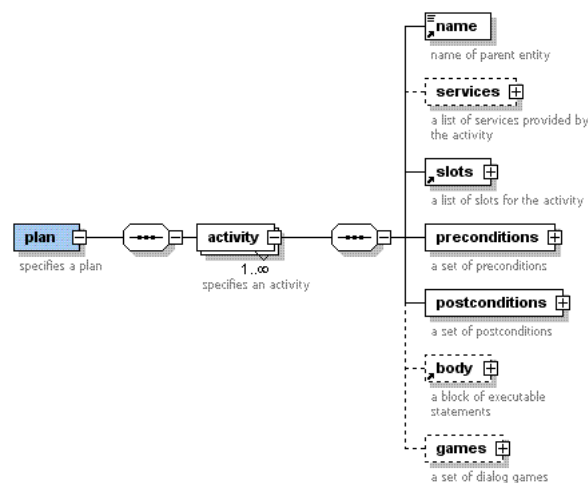 name
name of parent entity
services
a list of services provided by
the activity
slots
a list of slots for the activity
plan
specifies a plan
activity
1..∞
specifies an activity
preconditions
a set of preconditions
postconditions
a set of postconditions
body
a block of executable
statements
games
a set of dialog games